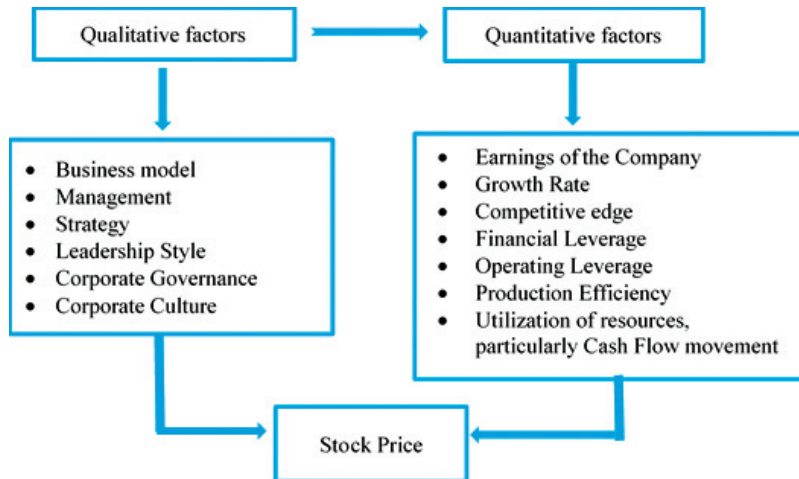 Qualitative factors
Quantitative factors
• Business model
• Management
• Strategy
• Leadership Style
• Corporate Governance
• Corporate Culture
• Earnings of the Company
• Growth Rate
• Competitive edge
• Financial Leverage
• Operating Leverage
• Production Efficiency
• Utilization of resources,
particularly Cash Flow movement
Stock Price